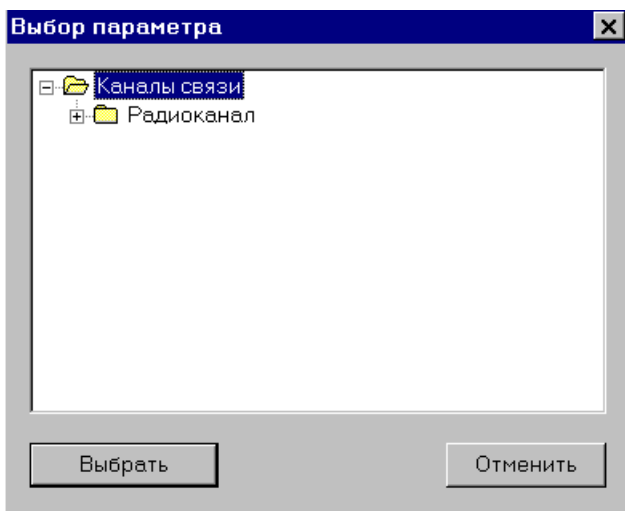 Выбор параметра
Каналы связи
Радиоканал
Выбрать
Отменить